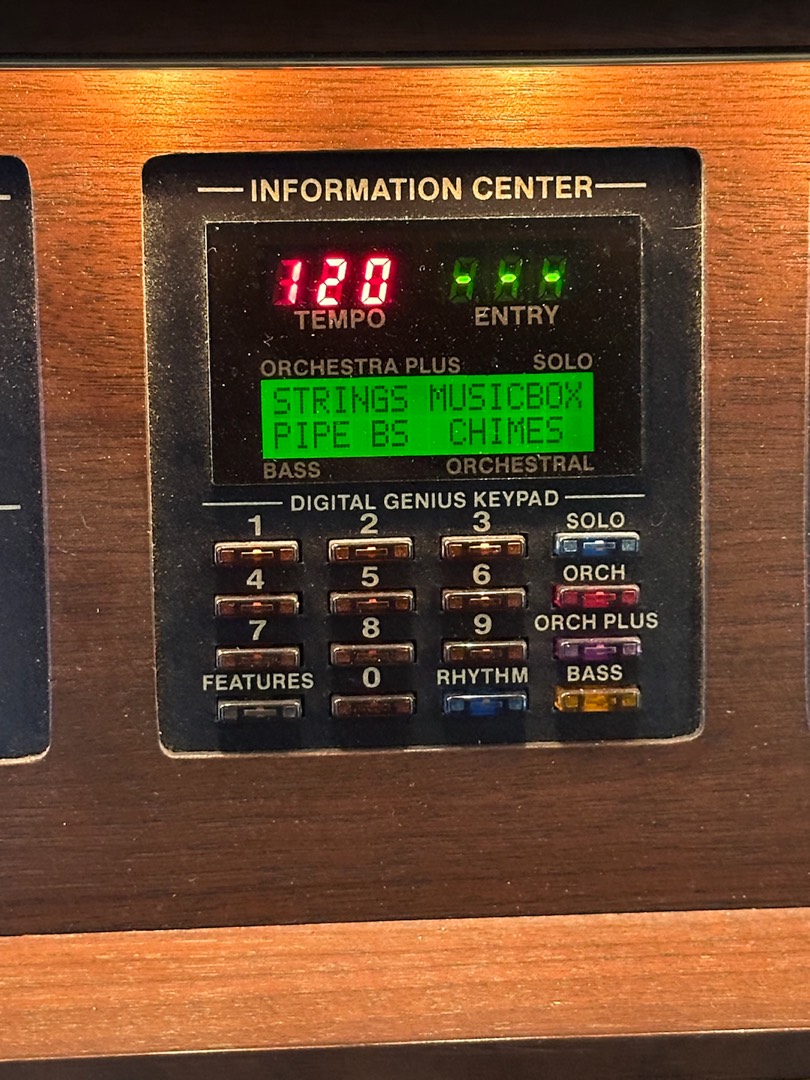 INFORMATION CENTER
120 ---
TEMPO ENTRY
ORCHESTRA PLUS SOLO
STRINGS MUSICBOX
PIPE BS CHIMES
BASS ORCHESTRAL
DIGITAL GENIUS KEYPAD
1 2 3 SOLO
4 5 6 ORCH
7 8 9 ORCH PLUS
FEATURES 0 RHYTHM BASS